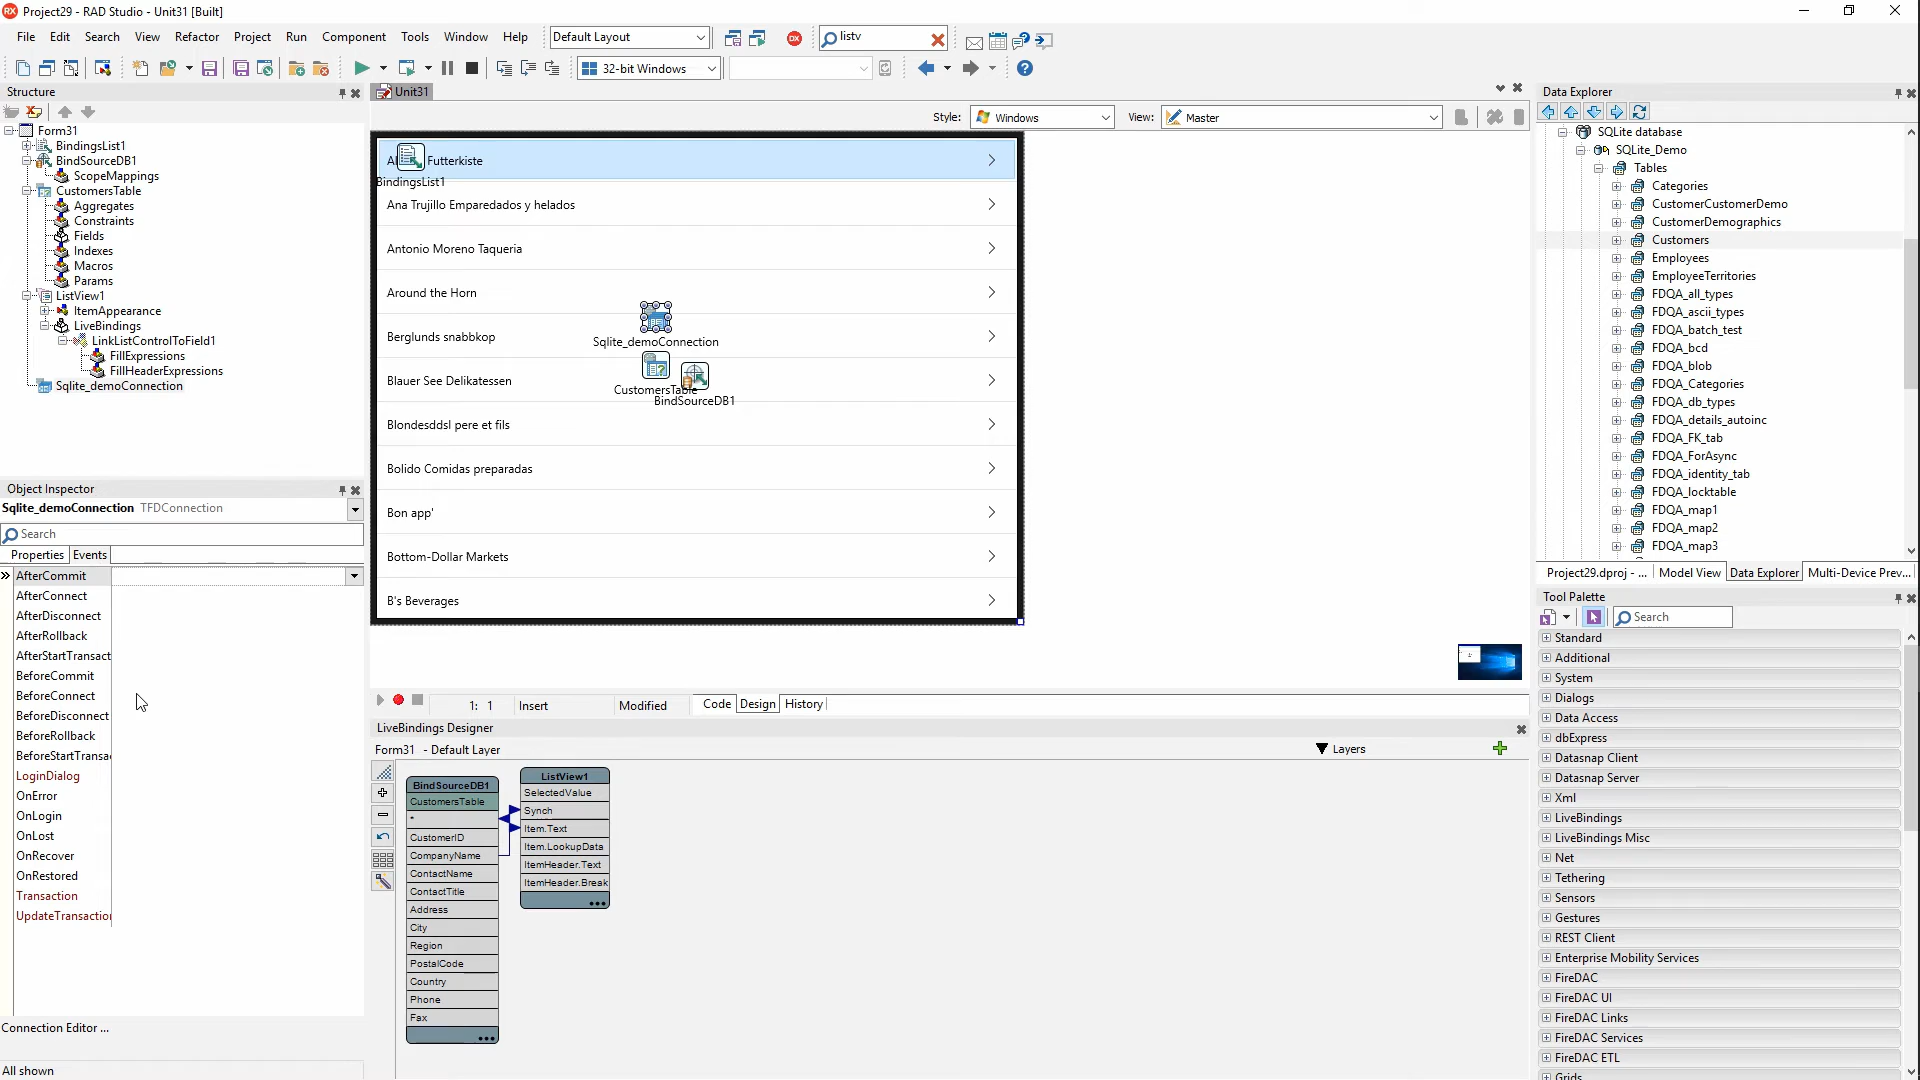 Project29 - RAD Studio - Unit31 [Built]
File Edit Search View Refactor Project Run Component Tools Window Help
Default Layout
listv
32-bit Windows
Structure
Form31
BindingsList1
BindSourceDB1
ScopeMappings
CustomersTable
Aggregates
Constraints
Fields
Indexes
Macros
Params
ListView1
ItemAppearance
LiveBindings
LinkListControlToField1
FillExpressions
FillHeaderExpressions
Sqlite_demoConnection
Object Inspector
Sqlite_demoConnection TFDConnection
Search
Properties Events
AfterCommit
AfterConnect
AfterDisconnect
AfterRollback
AfterStartTransact
BeforeCommit
BeforeConnect
BeforeDisconnect
BeforeRollback
BeforeStartTransa
LoginDialog
OnError
OnLogin
OnLost
OnRecover
OnRestored
Transaction
UpdateTransaction
Connection Editor ...
All shown
Unit31
Style: Windows View: Master
Futterkiste
BindingsList1
Ana Trujillo Emparedados y helados
Antonio Moreno Taqueria
Around the Horn
Berglunds snabbkop
Sqlite_demoConnection
Blauer See Delikatessen
CustomersTable
BindSourceDB1
Blondesddsl pere et fils
Bolido Comidas preparadas
Bon app'
Bottom-Dollar Markets
B's Beverages
1: 1 Insert Modified Code Design History
LiveBindings Designer
Form31 - Default Layer
Layers
BindSourceDB1
CustomersTable
*
CustomerID
CompanyName
ContactName
ContactTitle
Address
City
Region
PostalCode
Country
Phone
Fax
ListView1
SelectedValue
Synch
Item.Text
Item.LookupData
ItemHeader.Text
ItemHeader.Break
Data Explorer
SQLite database
SQLite_Demo
Tables
Categories
CustomerCustomerDemo
CustomerDemographics
Customers
Employees
EmployeeTerritories
FDQA_all_types
FDQA_ascii_types
FDQA_batch_test
FDQA_bcd
FDQA_blob
FDQA_Categories
FDQA_db_types
FDQA_details_autoinc
FDQA_FK_tab
FDQA_ForAsync
FDQA_identity_tab
FDQA_locktable
FDQA_map1
FDQA_map2
FDQA_map3
Project29.dproj - ... Model View Data Explorer Multi-Device Prev...
Tool Palette
Search
Standard
Additional
System
Dialogs
Data Access
dbExpress
Datasnap Client
Datasnap Server
Xml
LiveBindings
LiveBindings Misc
Net
Tethering
Sensors
Gestures
REST Client
Enterprise Mobility Services
FireDAC
FireDAC UI
FireDAC Links
FireDAC Services
FireDAC ETL
Grids